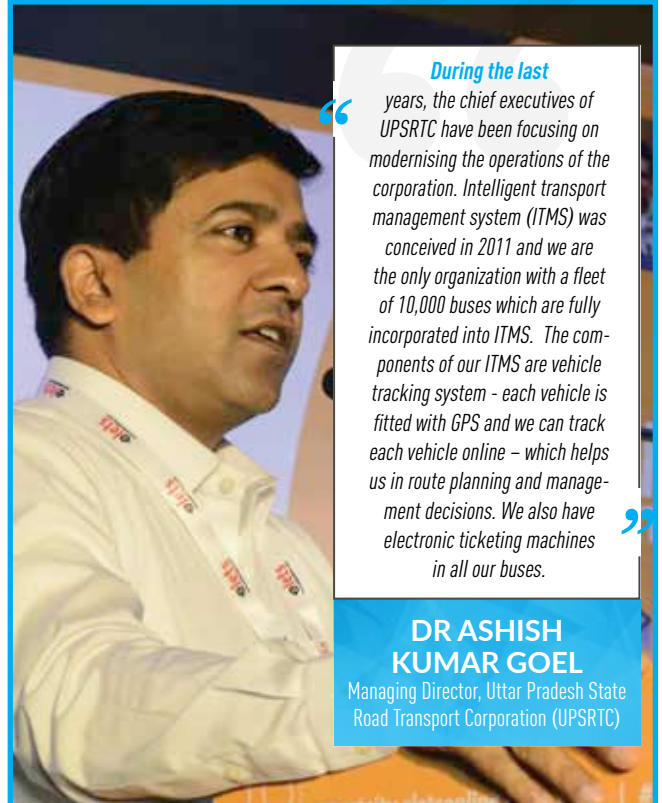 During the last
years, the chief executives of
UPSRTC have been focusing on
modernising the operations of the
corporation. Intelligent transport
management system (ITMS) was
conceived in 2011 and we are
the only organization with a fleet
of 10,000 buses which are fully
incorporated into ITMS. The com-
ponents of our ITMS are vehicle
tracking system - each vehicle is
fitted with GPS and we can track
each vehicle online – which helps
us in route planning and manage-
ment decisions. We also have
electronic ticketing machines
in all our buses.
DR ASHISH
KUMAR GOEL
Managing Director, Uttar Pradesh State
Road Transport Corporation (UPSRTC)
elets
elets
elets
elets
elets